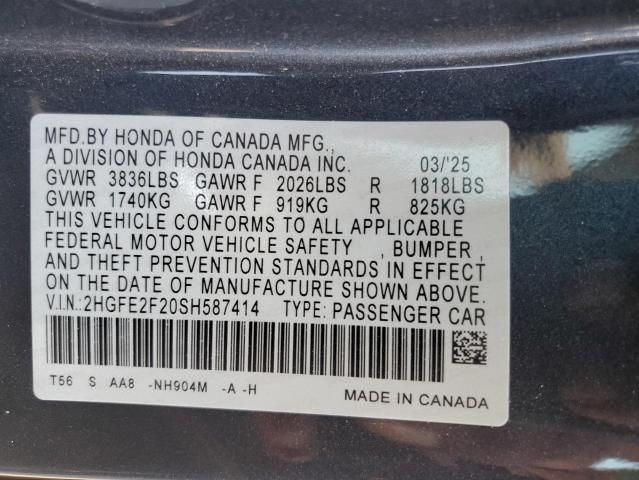 MFD.BY HONDA OF CANADA MFG.,
A DIVISION OF HONDA CANADA INC. 03/'25
GVWR 3836LBS GAWR F 2026LBS R 1818LBS
GVWR 1740KG GAWR F 919KG R 825KG
THIS VEHICLE CONFORMS TO ALL APPLICABLE
FEDERAL MOTOR VEHICLE SAFETY , BUMPER,
AND THEFT PREVENTION STANDARDS IN EFFECT
ON THE DATE OF MANUFACTURE SHOWN ABOVE.
V.I.N.:2HGFE2F20SH587414 TYPE: PASSENGER CAR
T56 S AA8 -NH904M -A -H
MADE IN CANADA